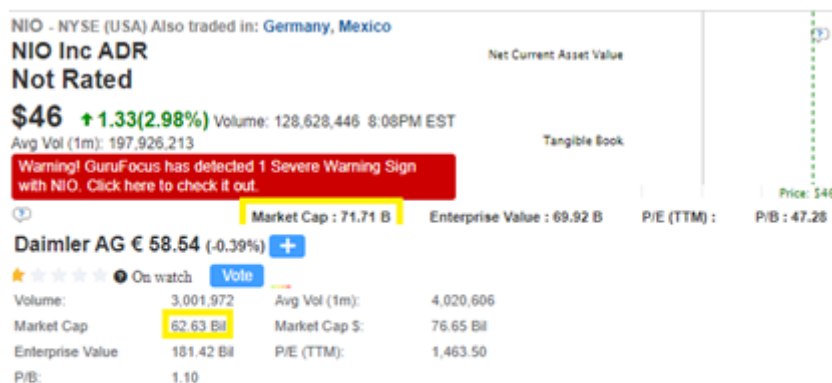 NIO - NYSE (USA) Also traded in: Germany, Mexico
NIO Inc ADR
Net Current Asset Value
Not Rated
$46 1.33(2.98%) Volume: 128,628,446 8:08PM EST
Avg Vol (1m): 197,926,213
Tangible Book
Warning! GuruFocus has detected 1 Severe Warning Sign
with NIO. Click here to check it out.
Price: $46
Market Cap : 71.71 B Enterprise Value : 69.92 B P/E (TTM) : P/B : 47.28
Daimler AG € 58.54 (-0.39%) +
On watch Vote
Volume: 3,001,972 Avg Vol (1m): 4,020,606
Market Cap 62.63 Bil Market Cap $: 76.65 Bil
Enterprise Value 181.42 Bil P/E (TTM): 1,463.50
P/B: 1.10